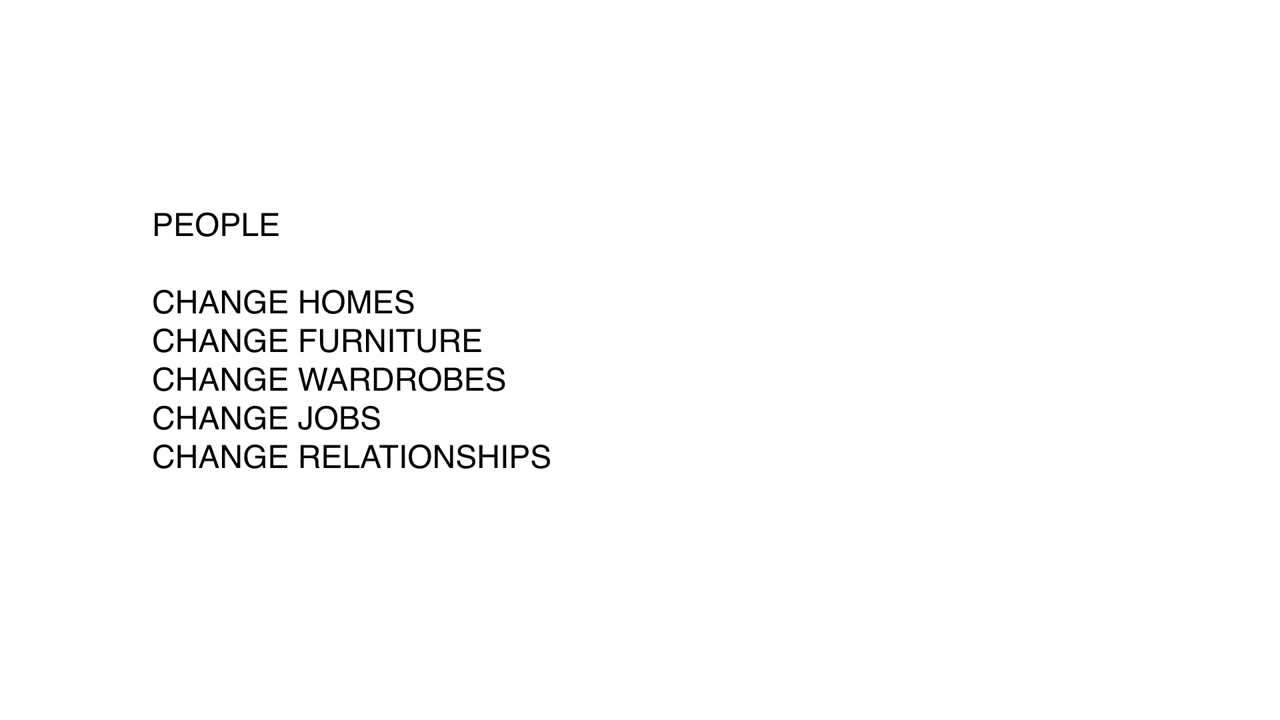 PEOPLE
CHANGE HOMES
CHANGE FURNITURE
CHANGE WARDROBES
CHANGE JOBS
CHANGE RELATIONSHIPS